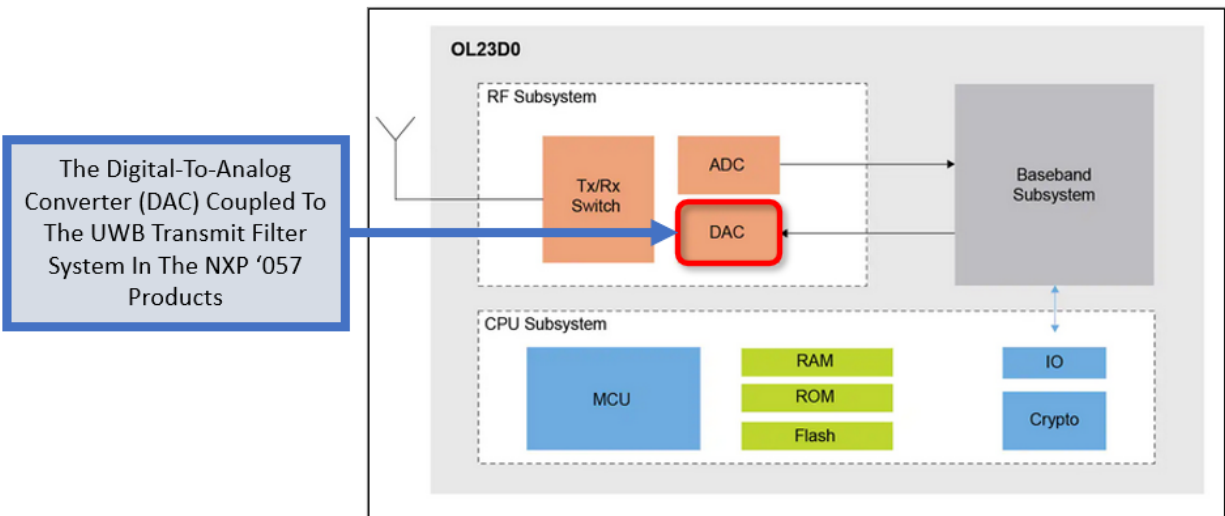 The Digital-To-Analog
Converter (DAC) Coupled To
The UWB Transmit Filter
System In The NXP ‘057
Products
OL23D0
RF Subsystem
Tx/Rx
Switch
ADC
DAC
Baseband
Subsystem
CPU Subsystem
MCU
RAM
ROM
Flash
IO
Crypto